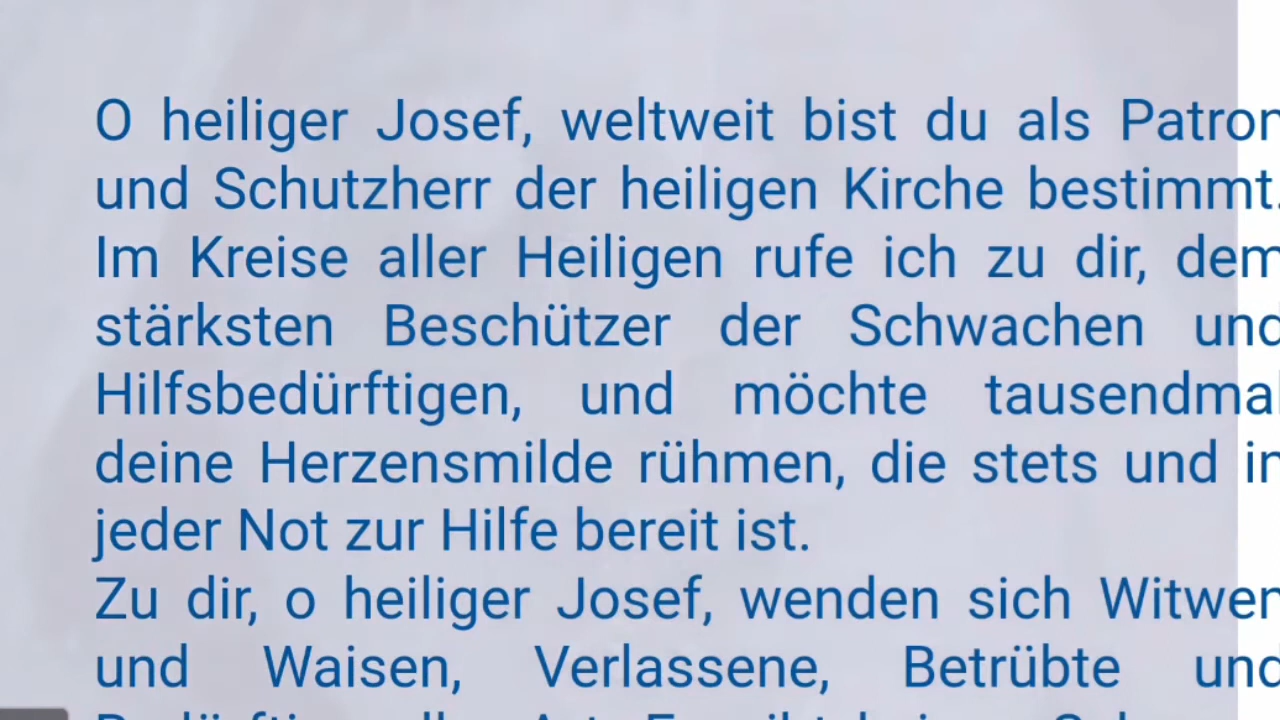 O heiliger Josef, weltweit bist du als Patron
und Schutzherr der heiligen Kirche bestimmt.
Im Kreise aller Heiligen rufe ich zu dir, dem
stärksten Beschützer der Schwachen und
Hilfsbedürftigen, und möchte tausendmal
deine Herzensmilde rühmen, die stets und in
jeder Not zur Hilfe bereit ist.
Zu dir, o heiliger Josef, wenden sich Witwen
und Waisen, Verlassene, Betrübte und